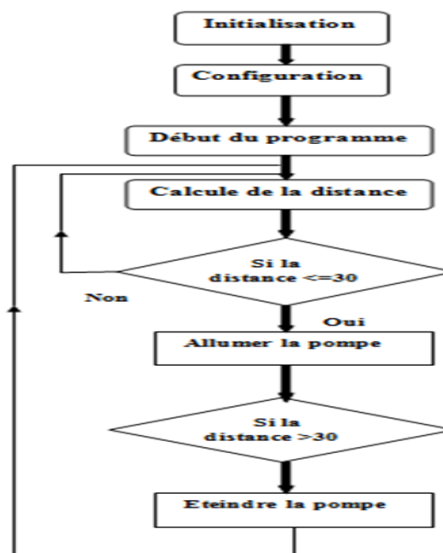 Initialisation
Configuration
Début du programme
Calcule de la distance
Si la
distance <=30
Non
Oui
Allumer la pompe
Si la
distance >30
Eteindre la pompe